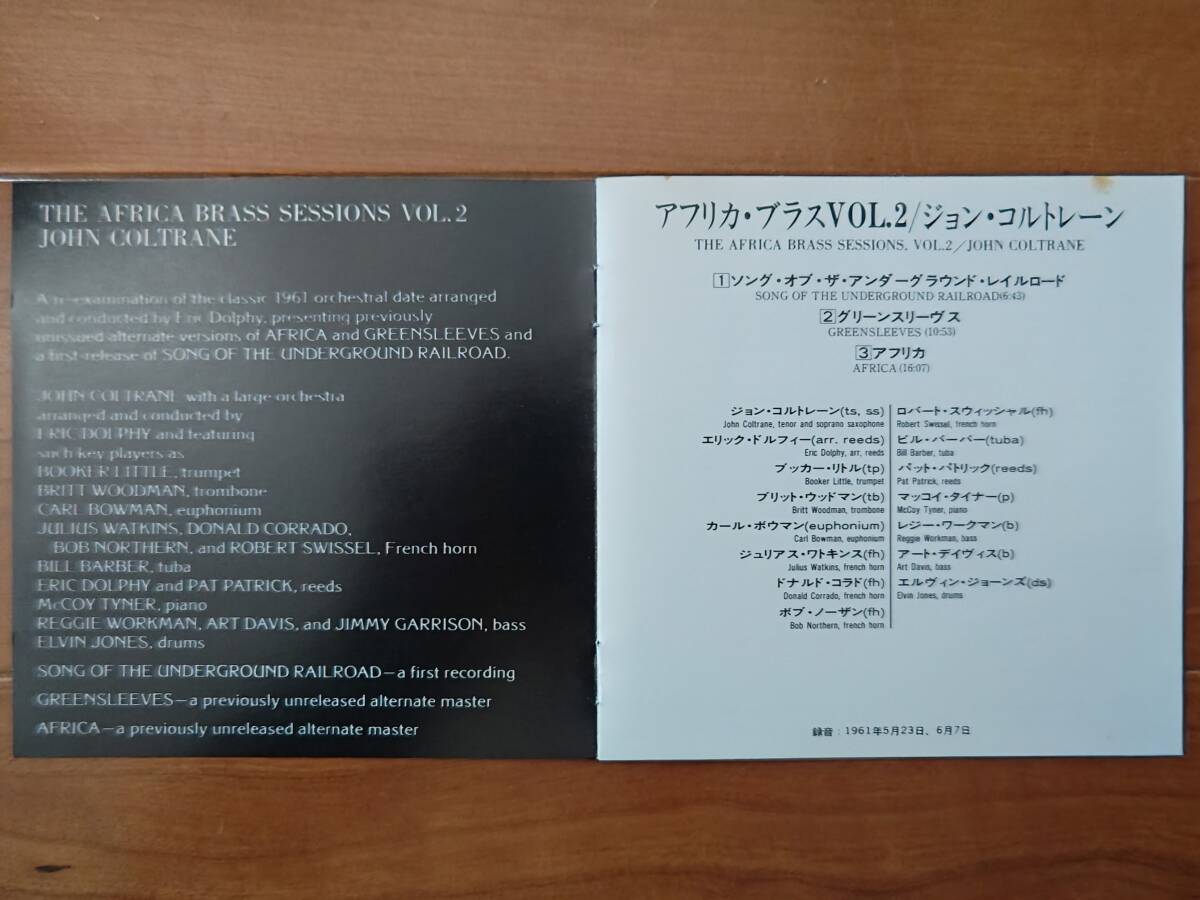 THE AFRICA BRASS SESSIONS VOL. 2
JOHN COLTRANE
A re-examination of the classic 1961 orchestral date arranged
and conducted by Eric Dolphy, presenting previously
unissued alternate versions of AFRICA and GREENSLEEVES and
a first release of SONG OF THE UNDERGROUND RAILROAD.
JOHN COLTRANE with a large orchestra
arranged and conducted by
ERIC DOLPHY and featuring
such key players as
BOOKER LITTLE, trumpet
BRITT WOODMAN, trombone
CARL BOWMAN, euphonium
JULIUS WATKINS, DONALD CORRADO,
BOB NORTHERN, and ROBERT SWISSEL, French horn
BILL BARBER, tuba
ERIC DOLPHY and PAT PATRICK, reeds
McCOY TYNER, piano
REGGIE WORKMAN, ART DAVIS, and JIMMY GARRISON, bass
ELVIN JONES, drums
SONG OF THE UNDERGROUND RAILROAD—a first recording
GREENSLEEVES—a previously unreleased alternate master
AFRICA—a previously unreleased alternate master
アフリカ・ブラスVOL.2/ジョン・コルトレーン
THE AFRICA BRASS SESSIONS, VOL.2／JOHN COLTRANE
1 ソング・オブ・ザ・アンダーグラウンド・レイルロード
SONG OF THE UNDERGROUND RAILROAD(6:43)
2 グリーンスリーヴス
GREENSLEEVES (10:53)
3 アフリカ
AFRICA (16:07)
ジョン・コルトレーン(ts, ss)
John Coltrane, tenor and soprano saxophone
エリック・ドルフィー(arr. reeds)
Eric Dolphy, arr, reeds
ブッカー・リトル(tp)
Booker Little, trumpet
ブリット・ウッドマン(tb)
Britt Woodman, trombone
カール・ボウマン(euphonium)
Carl Bowman, euphonium
ジュリアス・ワトキンス(fh)
Julius Watkins, french horn
ドナルド・コラド(fh)
Donald Corrado, french horn
ボブ・ノーザン(fh)
Bob Northern, french horn
ロバート・スウィッシャル(fh)
Robert Swissel, french horn
ビル・バーバー(tuba)
Bill Barber, tuba
パット・パトリック(reeds)
Pat Patrick, reeds
マッコイ・タイナー(p)
McCoy Tyner, piano
レジー・ワークマン(b)
Reggie Workman, bass
アート・デイヴィス(b)
Art Davis, bass
エルヴィン・ジョーンズ(ds)
Elvin Jones, drums
録音：1961年5月23日、6月7日